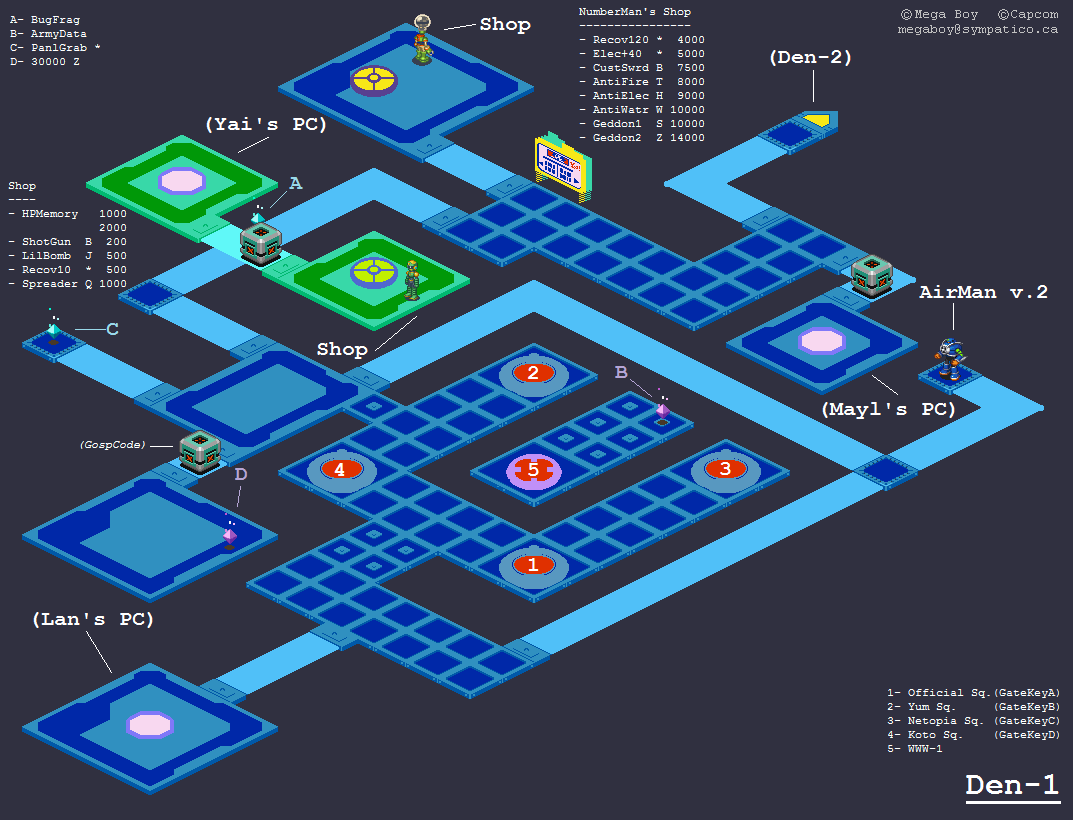 A- BugFrag
B- ArmyData
C- PanlGrab *
D- 30000 Z
Shop
NumberMan's Shop
----------------
- Recov120 * 4000
- Elec+40 * 5000
- CustSwrd B 7500
- AntiFire T 8000
- AntiElec H 9000
- AntiWatr W 10000
- Geddon1 S 10000
- Geddon2 Z 14000
©Mega Boy ©Capcom
megaboy@sympatico.ca
(Den-2)
(Yai's PC)
A
Shop
----
- HPMemory 1000
2000
- ShotGun B 200
- LilBomb J 500
- Recov10 * 500
- Spreader Q 1000
C
Shop
AirMan v.2
(Mayl's PC)
B
2
(GospCode)
D
4
5
3
1
(Lan's PC)
1- Official Sq.(GateKeyA)
2- Yum Sq. (GateKeyB)
3- Netopia Sq. (GateKeyC)
4- Koto Sq. (GateKeyD)
5- WWW-1
Den-1